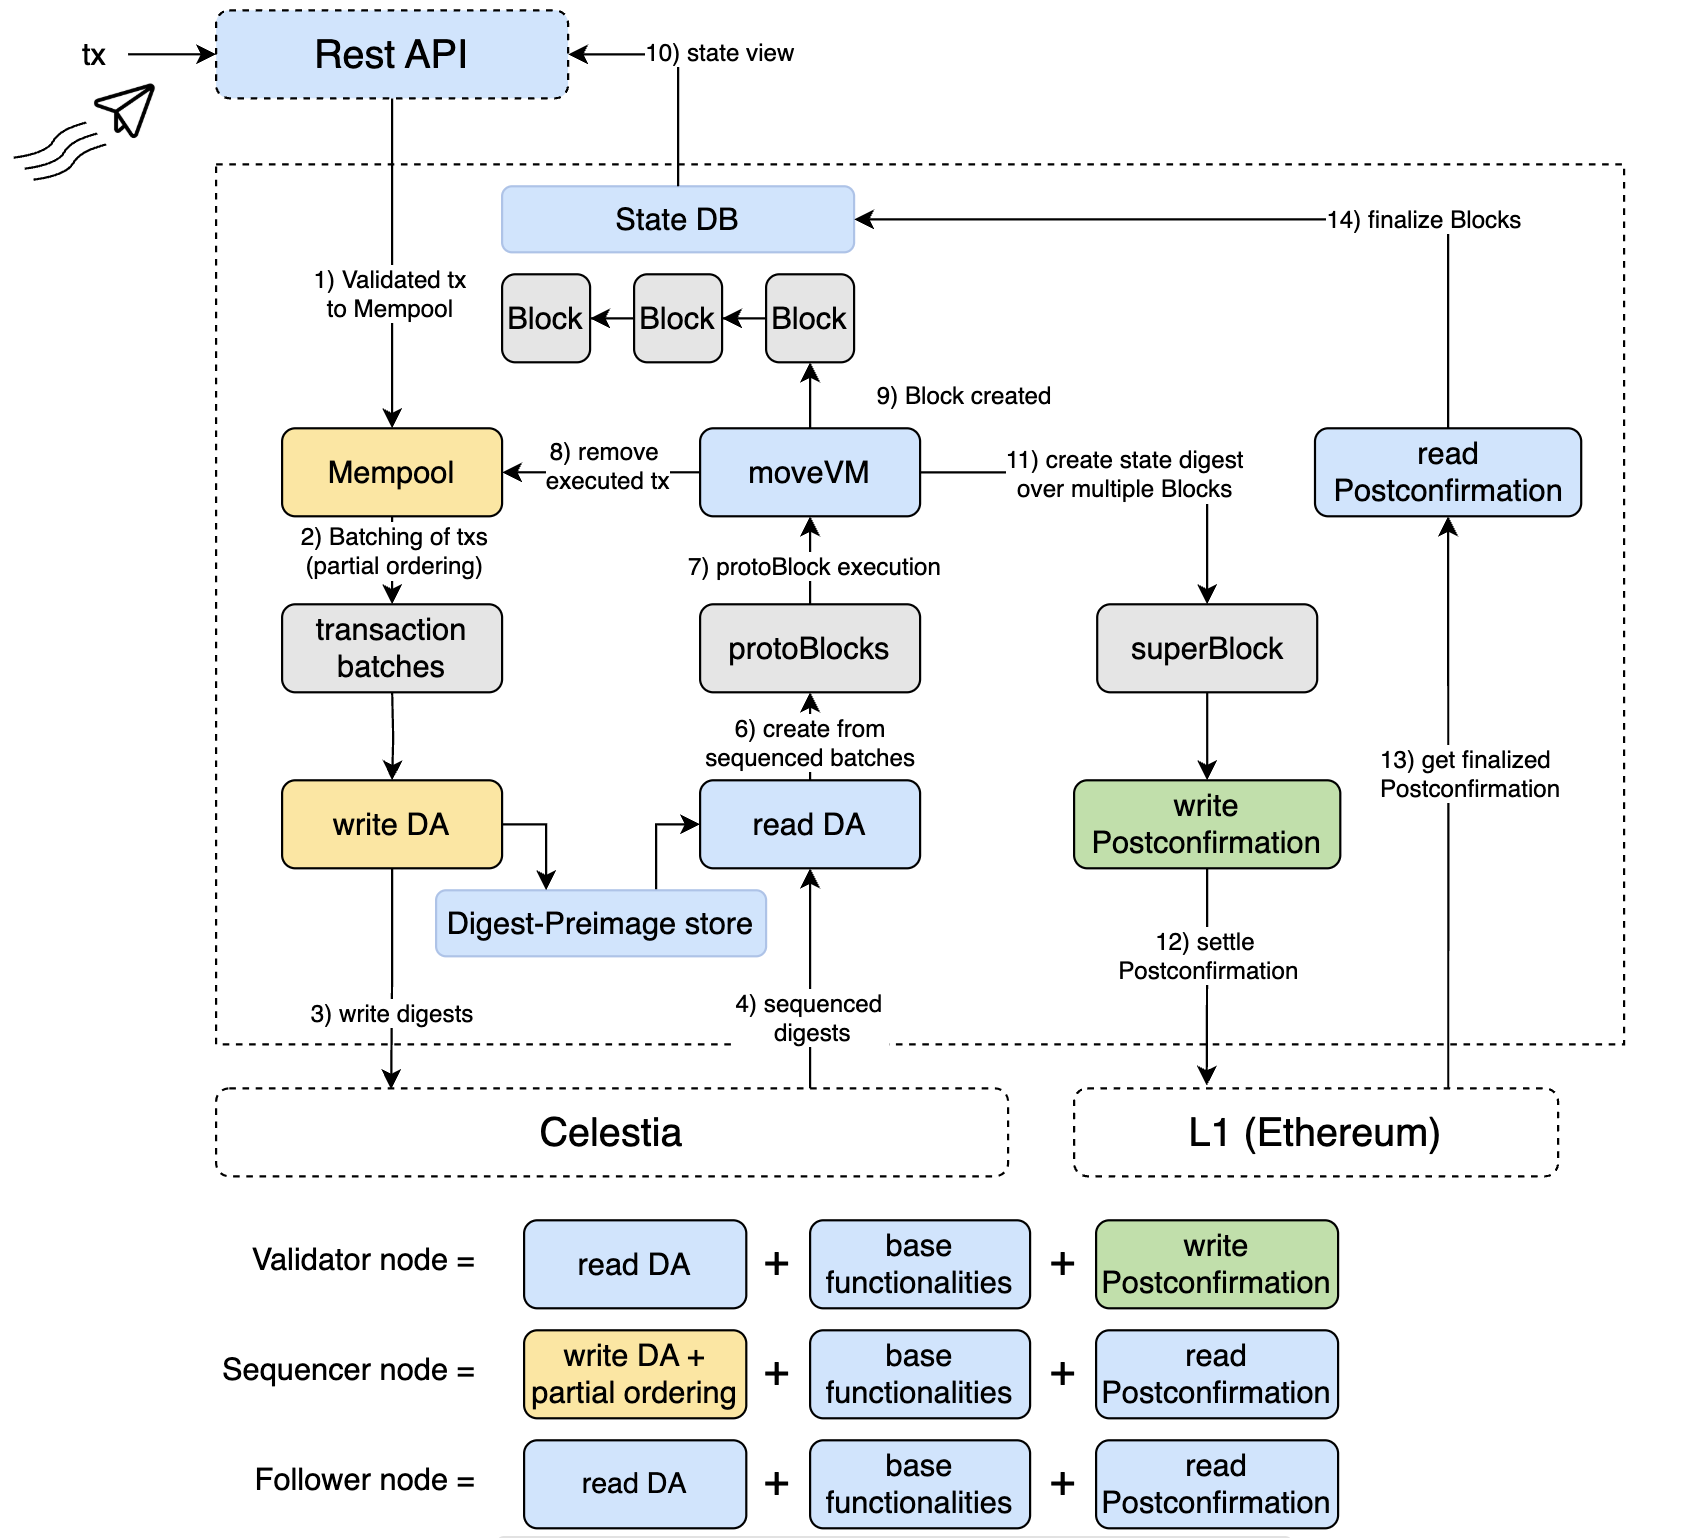 tx
Rest API
10) state view
State DB
14) finalize Blocks
1) Validated tx
to Mempool
Block
Block
Block
9) Block created
Mempool
8) remove
executed tx
moveVM
11) create state digest
over multiple Blocks
read
Postconfirmation
2) Batching of txs
(partial ordering)
7) protoBlock execution
transaction
batches
protoBlocks
superBlock
6) create from
sequenced batches
13) get finalized
Postconfirmation
write DA
read DA
write
Postconfirmation
Digest-Preimage store
12) settle
Postconfirmation
3) write digests
4) sequenced
digests
Celestia
L1 (Ethereum)
Validator node =
read DA
+
base
functionalities
+
write
Postconfirmation
Sequencer node =
write DA +
partial ordering
+
base
functionalities
+
read
Postconfirmation
Follower node =
read DA
+
base
functionalities
+
read
Postconfirmation